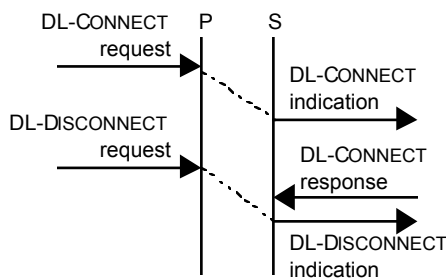 DL-CONNECT
request
P
S
DL-CONNECT
indication
DL-DISCONNECT
request
DL-CONNECT
response
DL-DISCONNECT
indication